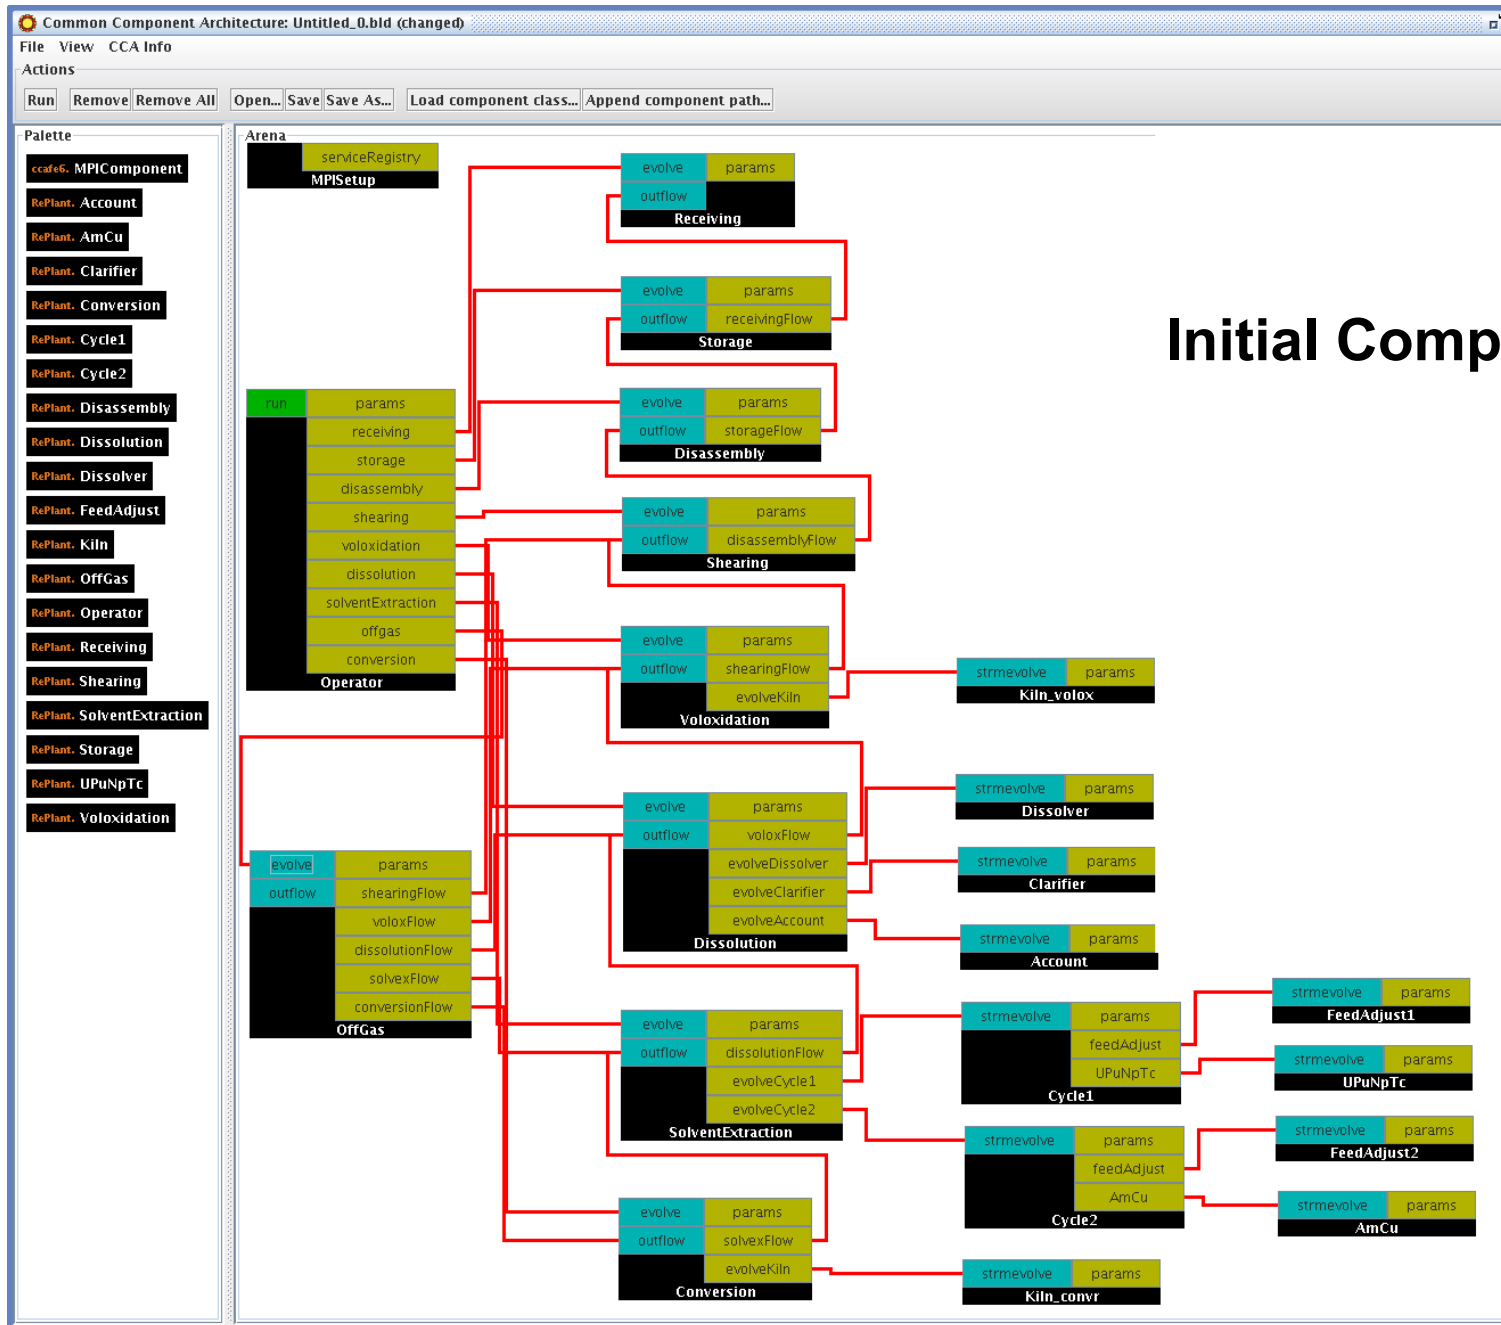 Common Component Architecture: Untitled_0.bld (changed)
File View CCA Info
Actions
Run Remove Remove All Open... Save Save As... Load component class... Append component path...
Palette
ccafe6. MPIComponent
RePlant. Account
RePlant. AmCu
RePlant. Clarifier
RePlant. Conversion
RePlant. Cycle1
RePlant. Cycle2
RePlant. Disassembly
RePlant. Dissolution
RePlant. Dissolver
RePlant. FeedAdjust
RePlant. Kiln
RePlant. OffGas
RePlant. Operator
RePlant. Receiving
RePlant. Shearing
RePlant. SolventExtraction
RePlant. Storage
RePlant. UPuNpTc
RePlant. Voloxidation
Arena
serviceRegistry
MPISetup
run params
receiving
storage
disassembly
shearing
voloxidation
dissolution
solventExtraction
offgas
conversion
Operator
evolve params
outflow shearingFlow
voloxFlow
dissolutionFlow
solvexFlow
conversionFlow
OffGas
evolve params
outflow
Receiving
evolve params
outflow receivingFlow
Storage
evolve params
outflow storageFlow
Disassembly
evolve params
outflow disassemblyFlow
Shearing
evolve params
outflow shearingFlow
evolveKiln
Voloxidation
evolve params
outflow voloxFlow
evolveDissolver
evolveClarifier
evolveAccount
Dissolution
evolve params
outflow dissolutionFlow
evolveCycle1
evolveCycle2
SolventExtraction
evolve params
outflow solvexFlow
evolveKiln
Conversion
Initial Comp
strmevolve params
Kiln_volox
strmevolve params
Dissolver
strmevolve params
Clarifier
strmevolve params
Account
strmevolve params
feedAdjust
UPuNpTc
Cycle1
strmevolve params
feedAdjust
AmCu
Cycle2
strmevolve params
Kiln_convr
strmevolve params
FeedAdjust1
strmevolve params
UPuNpTc
strmevolve params
FeedAdjust2
strmevolve params
AmCu